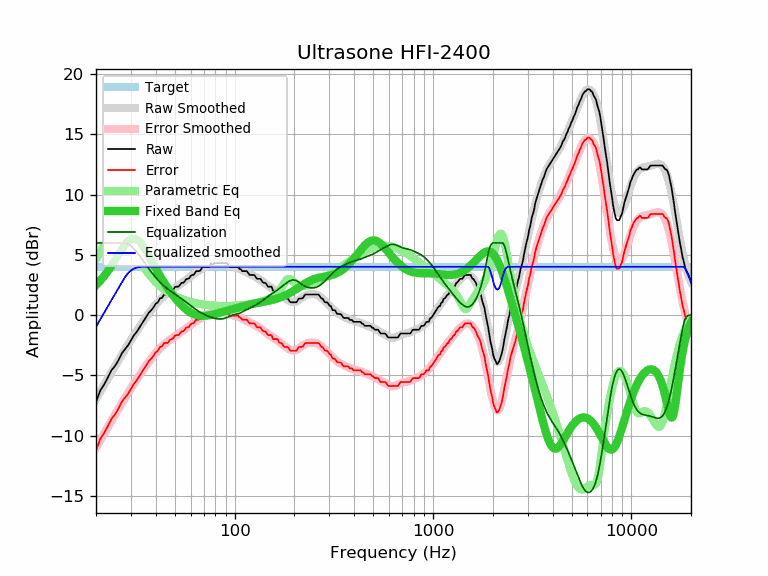 Ultrasone HFI-2400
Amplitude (dBr)
20
15
10
5
0
−5
−10
−15
Target
Raw Smoothed
Error Smoothed
Raw
Error
Parametric Eq
Fixed Band Eq
Equalization
Equalized smoothed
100
1000
10000
Frequency (Hz)